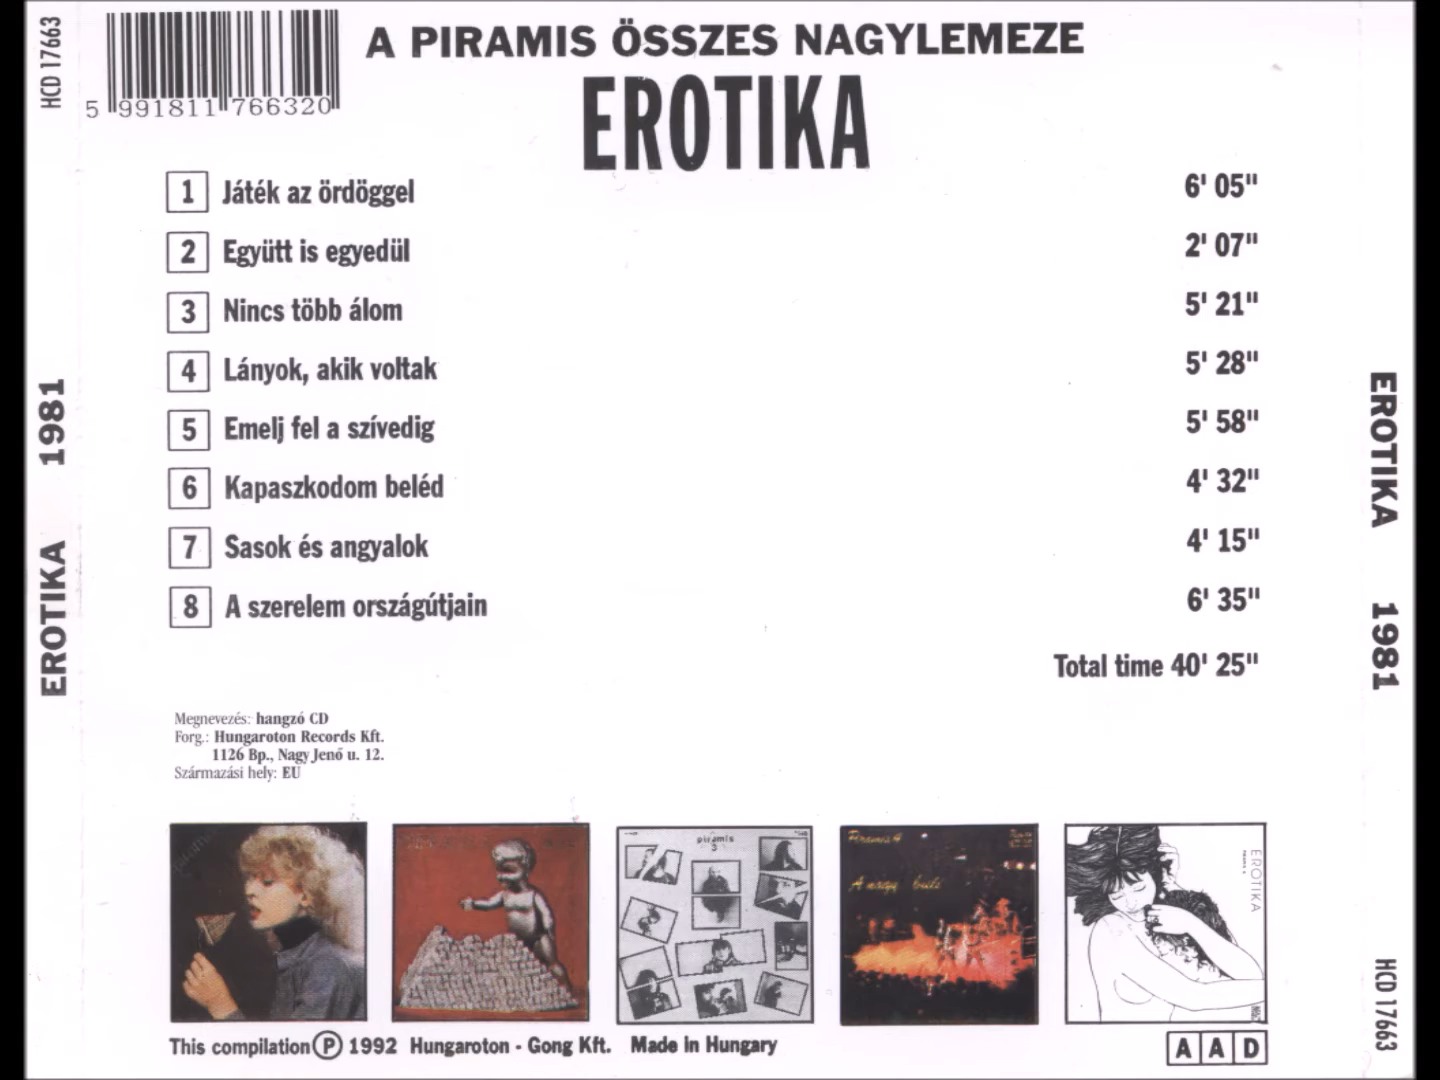 HCD 17663
5 991811 766320
A PIRAMIS ÖSSZES NAGYLEMEZE
EROTIKA
1 Játék az ördöggel 6' 05"
2 Együtt is egyedül 2' 07"
3 Nincs több álom 5' 21"
4 Lányok, akik voltak 5' 28"
5 Emelj fel a szívedig 5' 58"
6 Kapaszkodom beléd 4' 32"
7 Sasok és angyalok 4' 15"
8 A szerelem országútjain 6' 35"
Total time 40' 25"
EROTIKA 1981
EROTIKA 1981
Megnevezés: hangzó CD
Forg.: Hungaroton Records Kft.
1126 Bp., Nagy Jenő u. 12.
Származási hely: EU
piramis
3
Piramis 4
A nagy buli
EROTIKA
This compilation Ⓟ 1992 Hungaroton - Gong Kft. Made in Hungary
A A D
HCD 17663